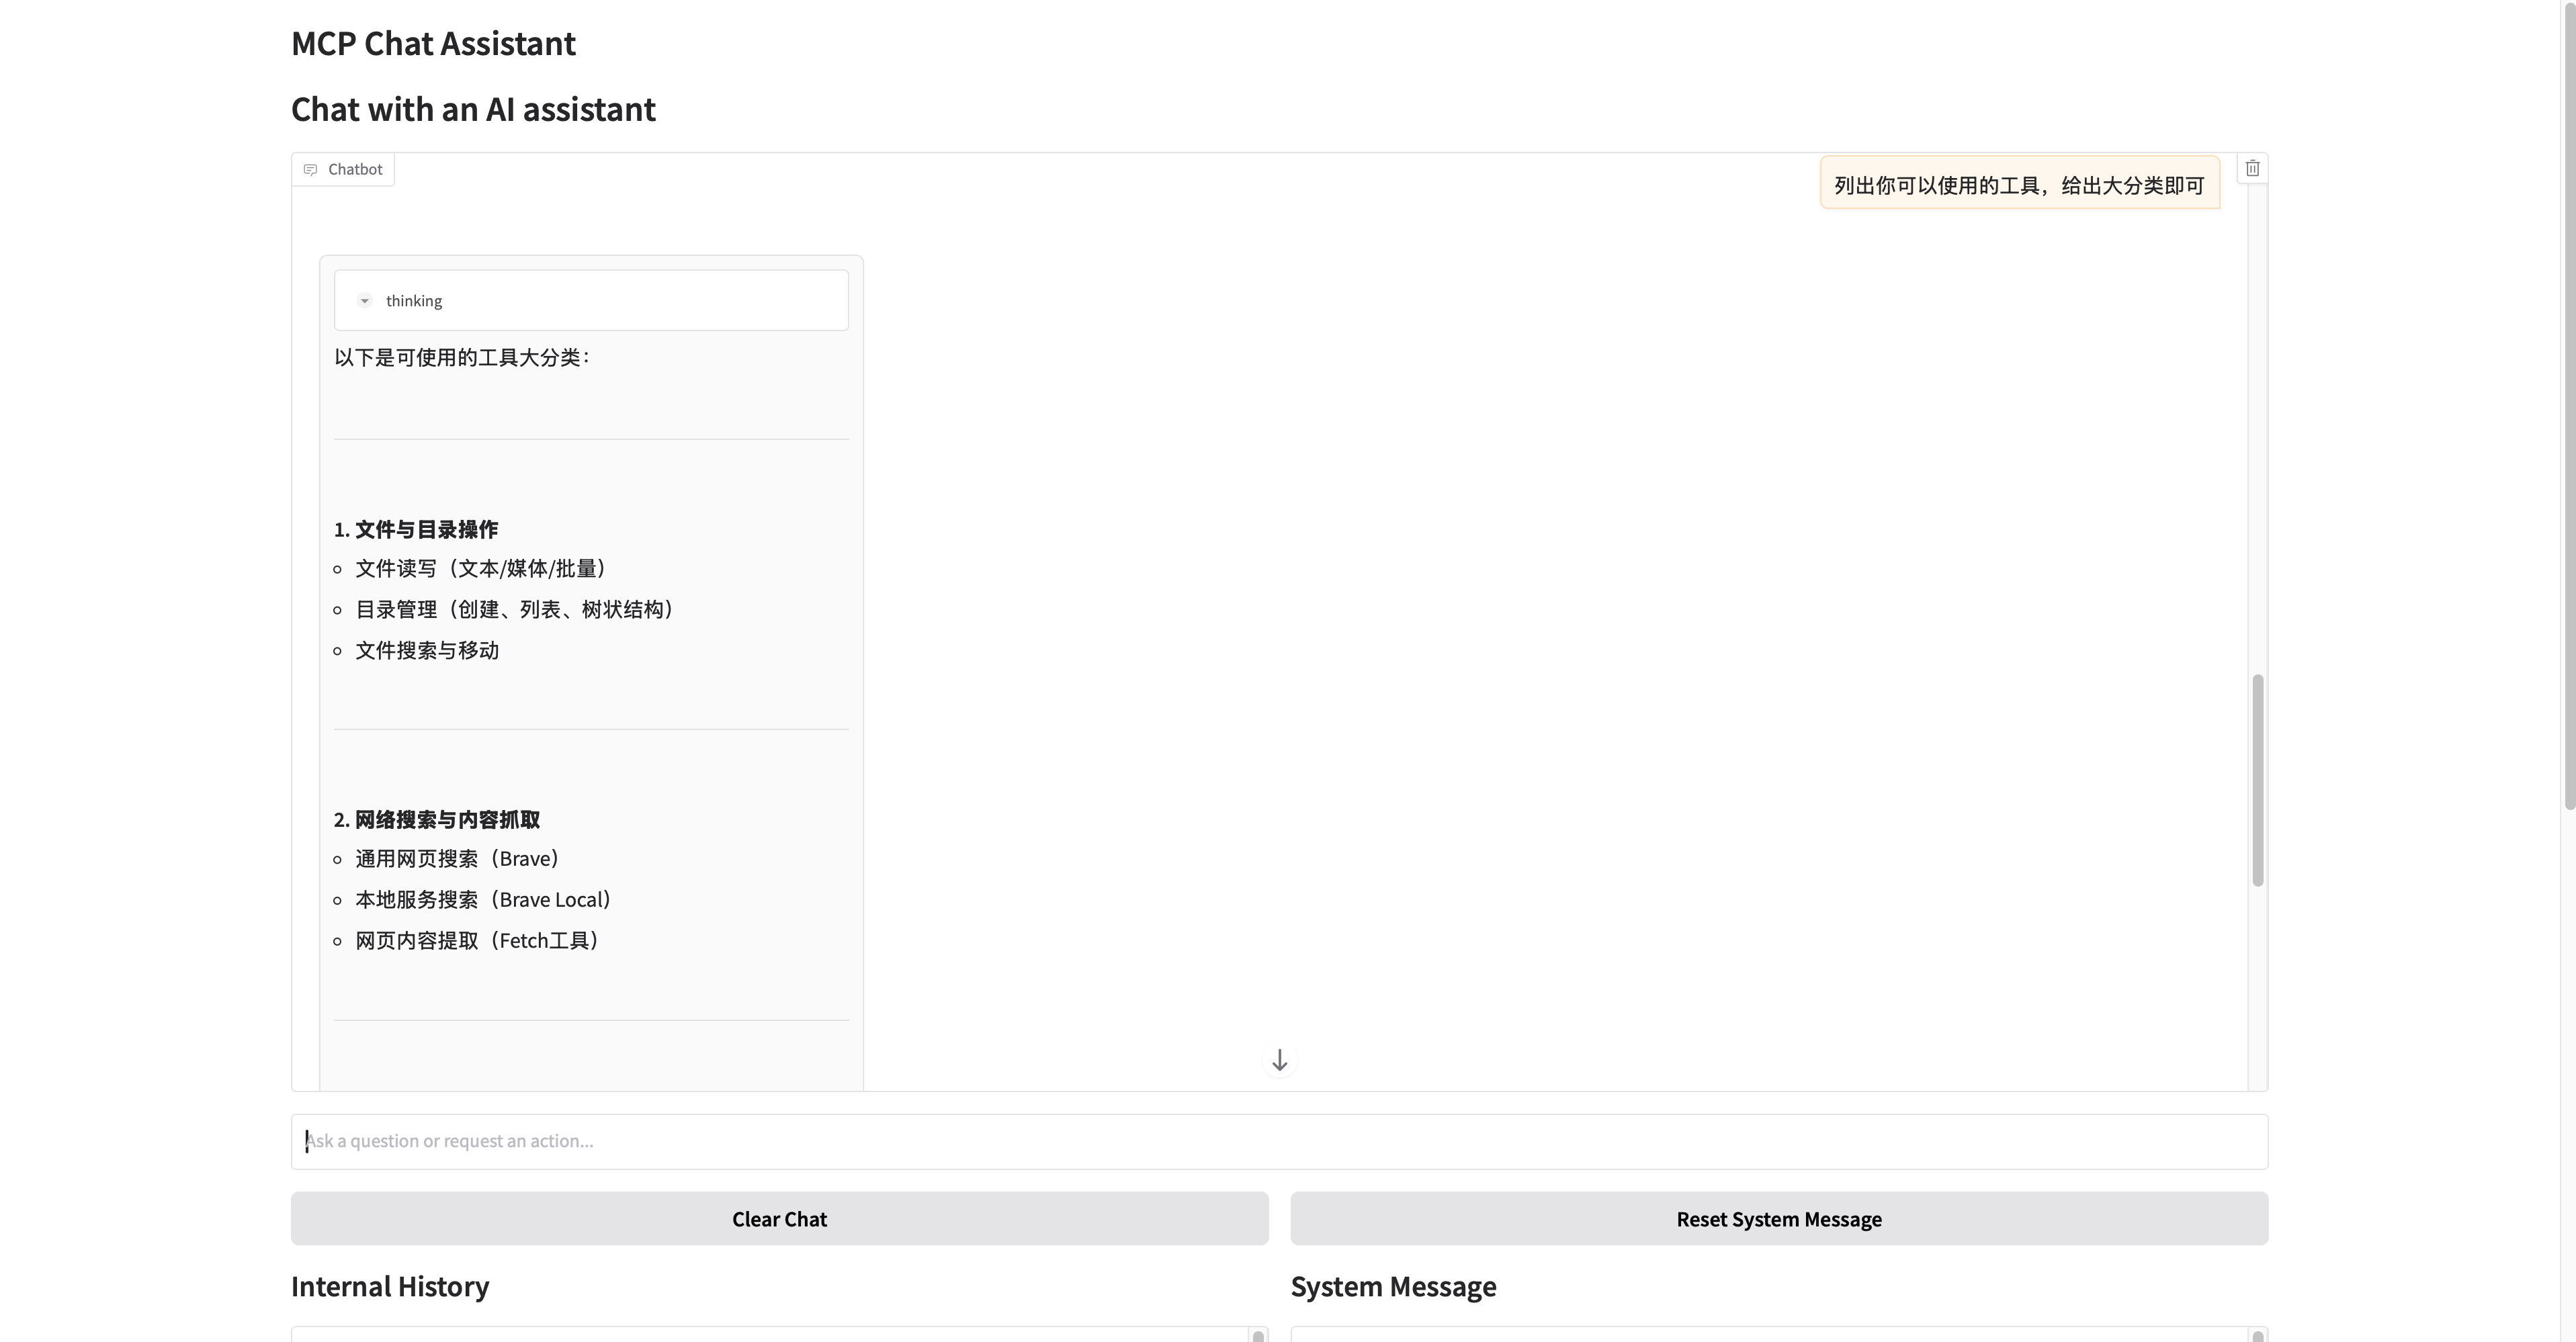 MCP Chat Assistant
Chat with an AI assistant
Chatbot
列出你可以使用的工具，给出大分类即可
thinking
以下是可使用的工具大分类：
1. 文件与目录操作
文件读写（文本/媒体/批量）
目录管理（创建、列表、树状结构）
文件搜索与移动
2. 网络搜索与内容抓取
通用网页搜索（Brave）
本地服务搜索（Brave Local）
网页内容提取（Fetch工具）
Ask a question or request an action...
Clear Chat
Reset System Message
Internal History
System Message